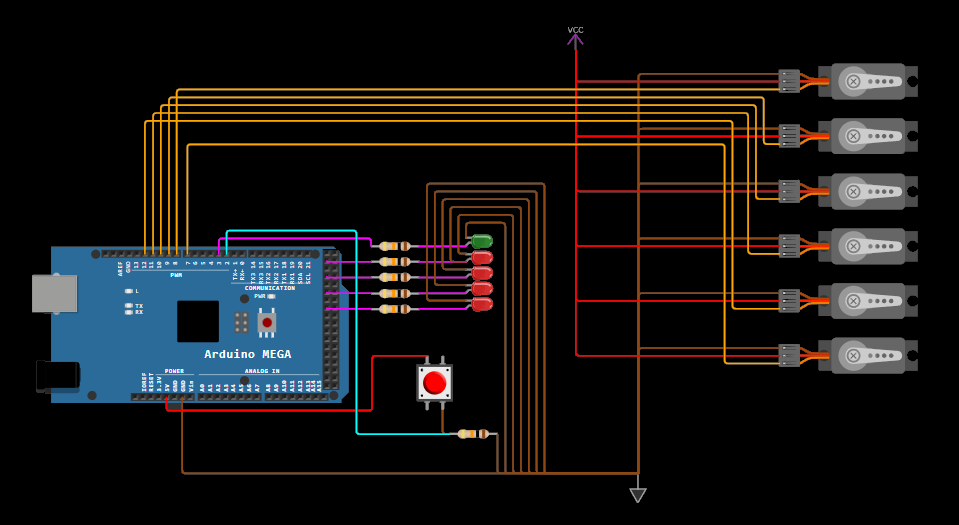 VCC
AREF
GND
13
12
11
10
9
8
7
6
5
4
3
2
1
0
TX+
RX+
TX3 14
RX3 15
TX2 16
RX2 17
TX1 18
RX1 19
SDA 20
SCL 21
PWM
COMMUNICATION
PWR
L
TX
RX
Arduino MEGA
POWER
ANALOG IN
IOREF
RESET
3.3V
5V
GND
GND
Vin
A0
A1
A2
A3
A4
A5
A6
A7
A8
A9
A10
A11
A12
A13
A14
A15